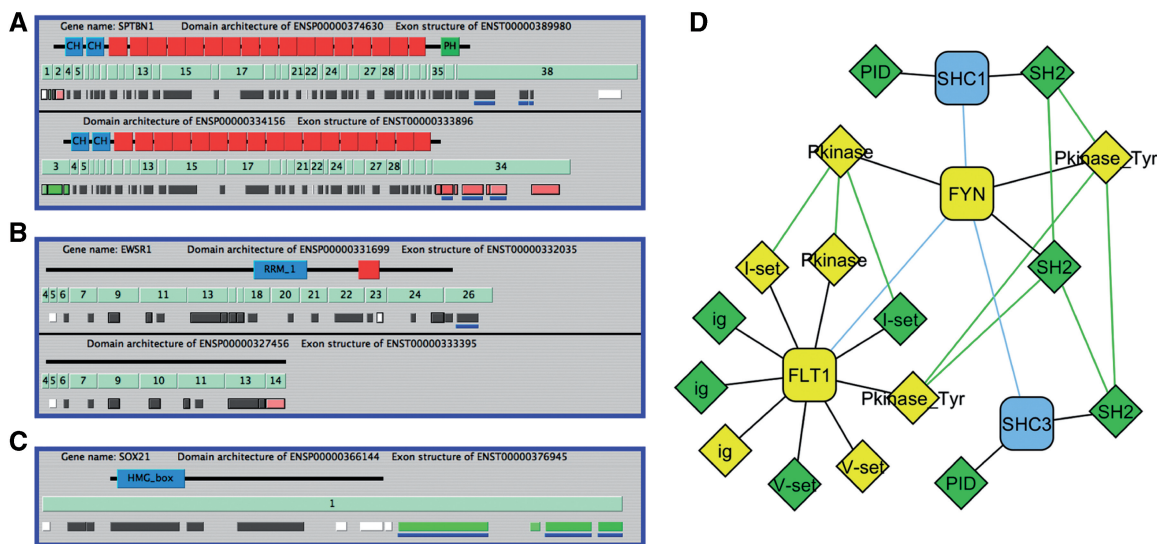 A
Gene name: SPTBN1 Domain architecture of ENSP00000374630 Exon structure of ENST00000389980
CH CH PH
1 2 4 5 13 15 17 21 22 24 27 28 35 38
Domain architecture of ENSP00000334156 Exon structure of ENST00000333896
CH CH
3 4 5 13 15 17 21 22 24 27 28 34
B
Gene name: EWSR1 Domain architecture of ENSP00000331699 Exon structure of ENST00000332035
RRM_1
4 5 6 7 9 11 13 18 20 21 22 23 24 26
Domain architecture of ENSP00000327456 Exon structure of ENST00000333395
4 5 6 7 9 10 11 13 14
C
Gene name: SOX21 Domain architecture of ENSP00000366144 Exon structure of ENST00000376945
HMG_box
1
D
PID
SHC1
SH2
Pkinase
Pkinase_Tyr
FYN
I-set
Pkinase
SH2
ig
I-set
FLT1
ig
Pkinase_Tyr
SH2
SHC3
ig
V-set
V-set
PID